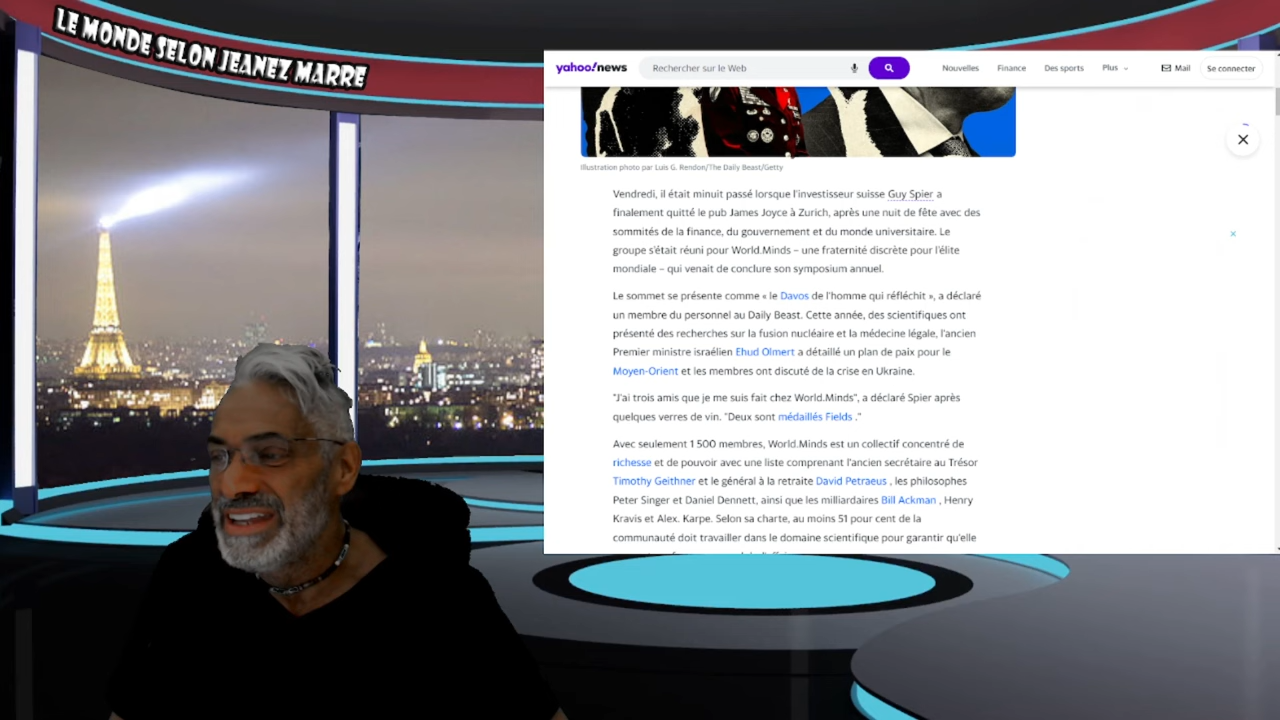 LE MONDE SELON JEANEZ MARRE
yahoo!news
Rechercher sur le Web
Nouvelles
Finance
Des sports
Plus
Mail
Se connecter
Illustration photo par Luis G. Rendon/The Daily Beast/Getty
Vendredi, il était minuit passé lorsque l'investisseur suisse Guy Spier a
finalement quitté le pub James Joyce à Zurich, après une nuit de fête avec des
sommités de la finance, du gouvernement et du monde universitaire. Le
groupe s'était réuni pour World.Minds – une fraternité discrète pour l'élite
mondiale – qui venait de conclure son symposium annuel.
Le sommet se présente comme « le Davos de l'homme qui réfléchit », a déclaré
un membre du personnel au Daily Beast. Cette année, des scientifiques ont
présenté des recherches sur la fusion nucléaire et la médecine légale, l'ancien
Premier ministre israélien Ehud Olmert a détaillé un plan de paix pour le
Moyen-Orient et les membres ont discuté de la crise en Ukraine.
"J'ai trois amis que je me suis fait chez World.Minds", a déclaré Spier après
quelques verres de vin. "Deux sont médaillés Fields ."
Avec seulement 1 500 membres, World.Minds est un collectif concentré de
richesse et de pouvoir avec une liste comprenant l'ancien secrétaire au Trésor
Timothy Geithner et le général à la retraite David Petraeus , les philosophes
Peter Singer et Daniel Dennett, ainsi que les milliardaires Bill Ackman , Henry
Kravis et Alex. Karpe. Selon sa charte, au moins 51 pour cent de la
communauté doit travailler dans le domaine scientifique pour garantir qu'elle